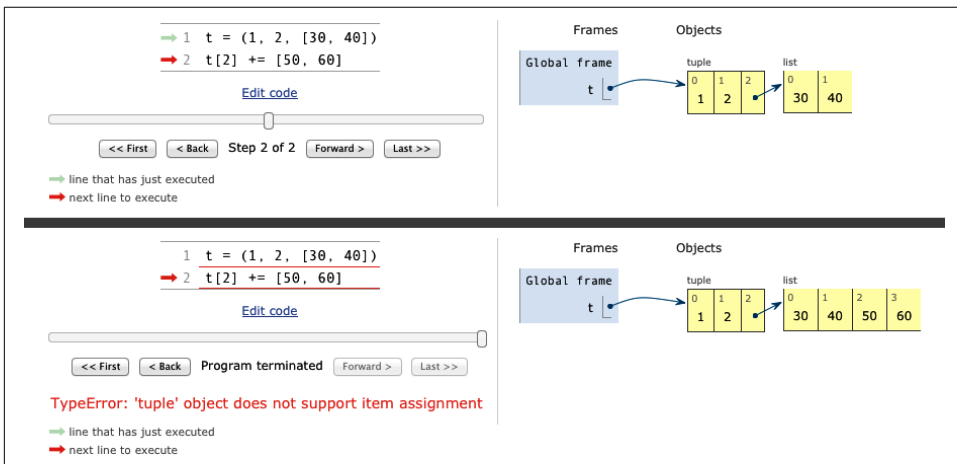 1 t = (1, 2, [30, 40])
2 t[2] += [50, 60]
Edit code
<< First < Back Step 2 of 2 Forward > Last >>
line that has just executed
next line to execute
Frames Objects
Global frame
t
tuple
0 1 2
1 2
list
0 1
30 40
1 t = (1, 2, [30, 40])
2 t[2] += [50, 60]
Edit code
<< First < Back Program terminated Forward > Last >>
TypeError: 'tuple' object does not support item assignment
line that has just executed
next line to execute
Frames Objects
Global frame
t
tuple
0 1 2
1 2
list
0 1 2 3
30 40 50 60